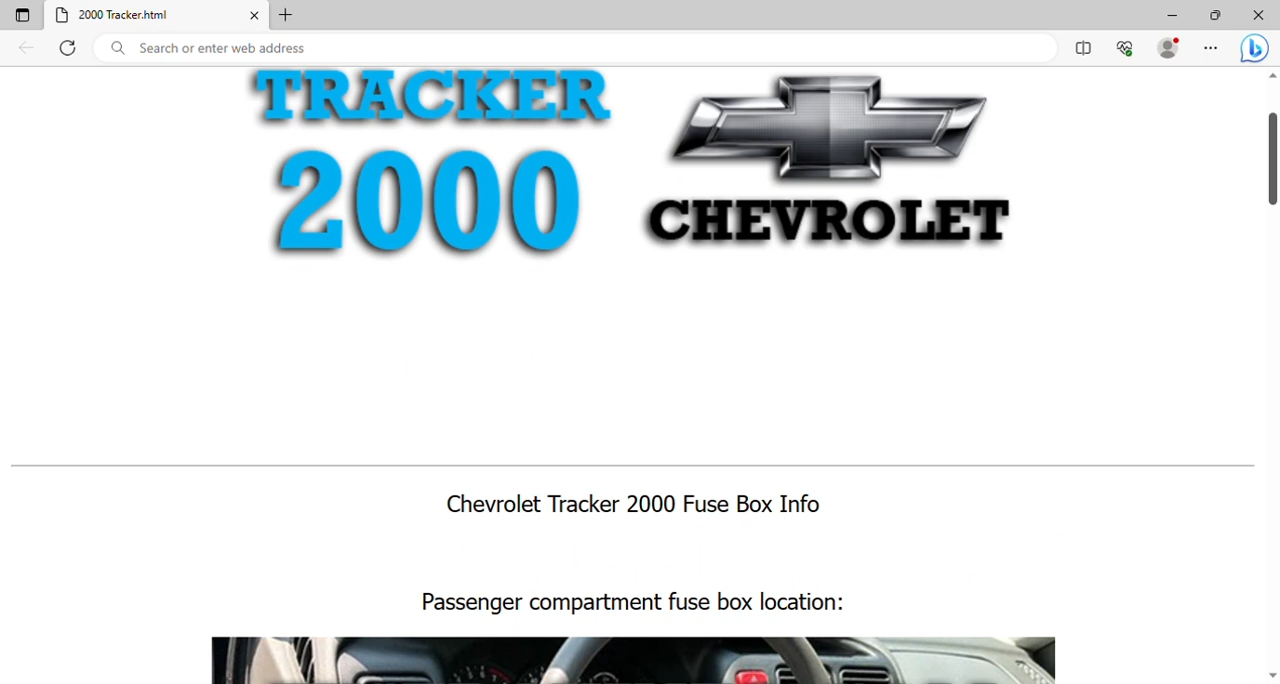 2000 Tracker.html
Search or enter web address
TRACKER
2000
CHEVROLET
Chevrolet Tracker 2000 Fuse Box Info
Passenger compartment fuse box location: